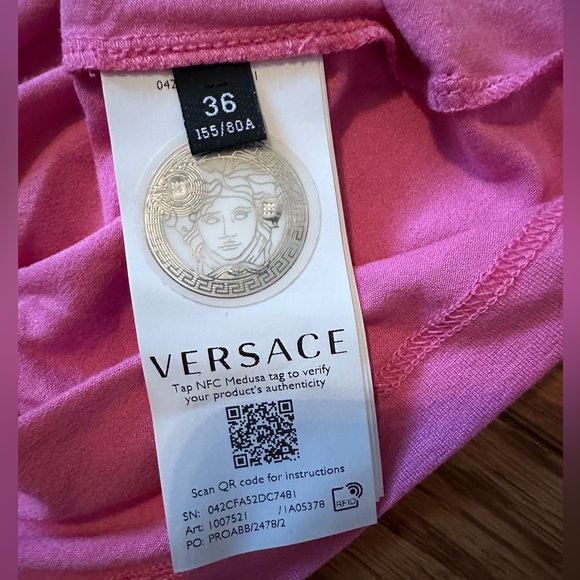 042
36
155/80A
VERSACE
Tap NFC Medusa tag to verify
your product's authenticity
Scan QR code for instructions
SN: 042CFA52DC7481
Art: 1007521 /1A05378
PO: PROABB/2478/2
RFID